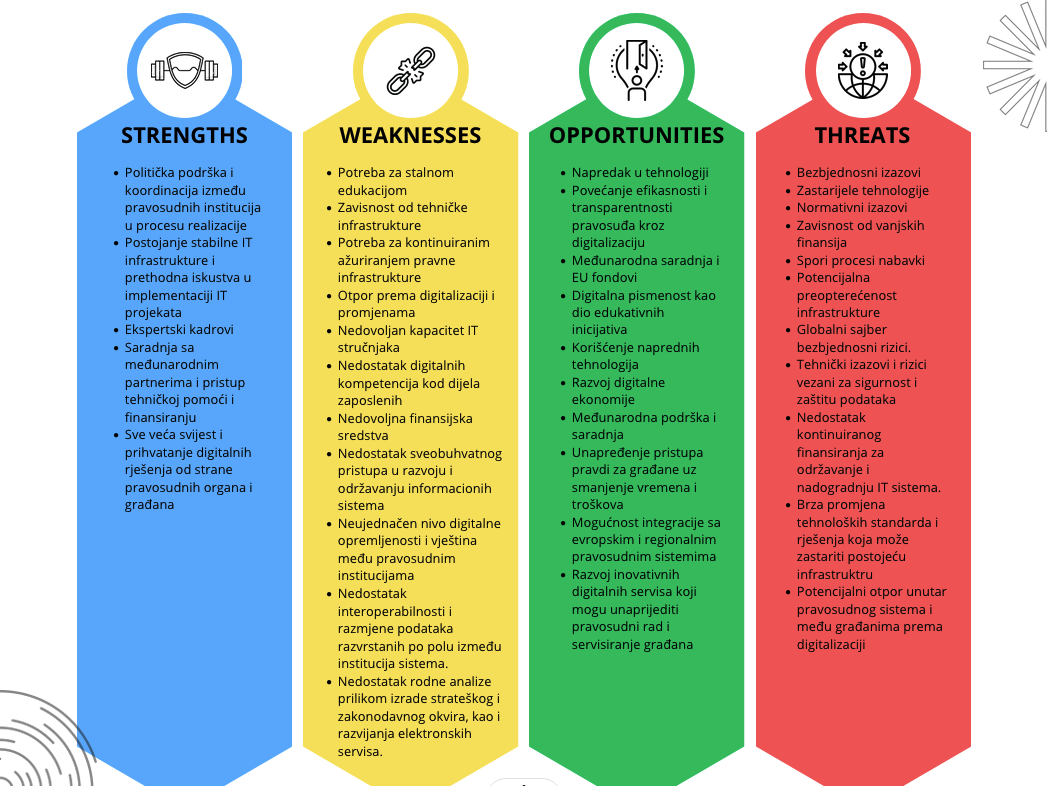 STRENGTHS
Politička podrška i
koordinacija između
pravosudnih institucija
u procesu realizacije
Postojanje stabilne IT
infrastrukture i
prethodna iskustva u
implementaciji IT
projekata
Ekspertski kadrovi
Saradnja sa
međunarodnim
partnerima i pristup
tehničkoj pomoći i
finansiranju
Sve veća svijest i
prihvatanje digitalnih
rješenja od strane
pravosudnih organa i
građana
WEAKNESSES
Potreba za stalnom
edukacijom
Zavisnost od tehničke
infrastrukture
Potreba za kontinuiranim
ažuriranjem pravne
infrastrukture
Otpor prema digitalizaciji i
promjenama
Nedovoljan kapacitet IT
stručnjaka
Nedostatak digitalnih
kompetencija kod dijela
zaposlenih
Nedovoljna finansijska
sredstva
Nedostatak sveobuhvatnog
pristupa u razvoju i
održavanju informacionih
sistema
Neujednačen nivo digitalne
opremljenosti i vještina
među pravosudnim
institucijama
Nedostatak
interoperabilnosti i
razmjene podataka
razvrstanih po polu između
institucija sistema.
Nedostatak rodne analize
prilikom izrade strateškog i
zakonodavnog okvira, kao i
razvijanja elektronskih
servisa.
OPPORTUNITIES
Napredak u tehnologiji
Povećanje efikasnosti i
transparentnosti
pravosuđa kroz
digitalizaciju
Međunarodna saradnja i
EU fondovi
Digitalna pismenost kao
dio edukativnih
inicijativa
Korišćenje naprednih
tehnologija
Razvoj digitalne
ekonomije
Međunarodna podrška i
saradnja
Unapređenje pristupa
pravdi za građane uz
smanjenje vremena i
troškova
Mogućnost integracije sa
evropskim i regionalnim
pravosudnim sistemima
Razvoj inovativnih
digitalnih servisa koji
mogu unaprijediti
pravosudni rad i
servisiranje građana
THREATS
Bezbjednosni izazovi
Zastarijele tehnologije
Normativni izazovi
Zavisnost od vanjskih
finansija
Spori procesi nabavki
Potencijalna
preopterećenost
infrastrukture
Globalni sajber
bezbjednosni rizici.
Tehnički izazovi i rizici
vezani za sigurnost i
zaštitu podataka
Nedostatak
kontinuiranog
finansiranja za
održavanje i
nadogradnju IT sistema.
Brza promjena
tehnoloških standarda i
rješenja koja može
zastariti postojeću
infrastruktru
Potencijalni otpor unutar
pravosudnog sistema i
među građanima prema
digitalizaciji